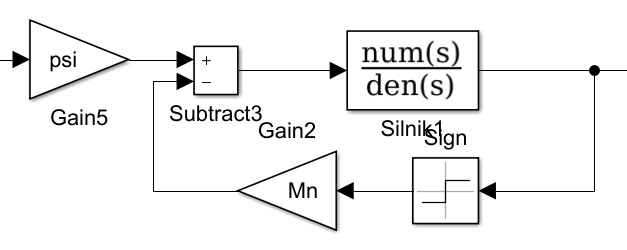 psi
Gain5
+
−
Subtract3
num(s)
den(s)
Silnik1
Gain2
Mn
Sign